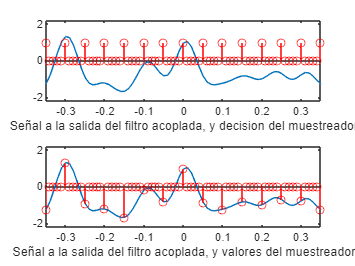 2
0
-2
-0.3 -0.2 -0.1 0 0.1 0.2 0.3
Señal a la salida del filtro acoplada, y decision del muestreador
2
0
-2
-0.3 -0.2 -0.1 0 0.1 0.2 0.3
Señal a la salida del filtro acoplada, y valores del muestreador